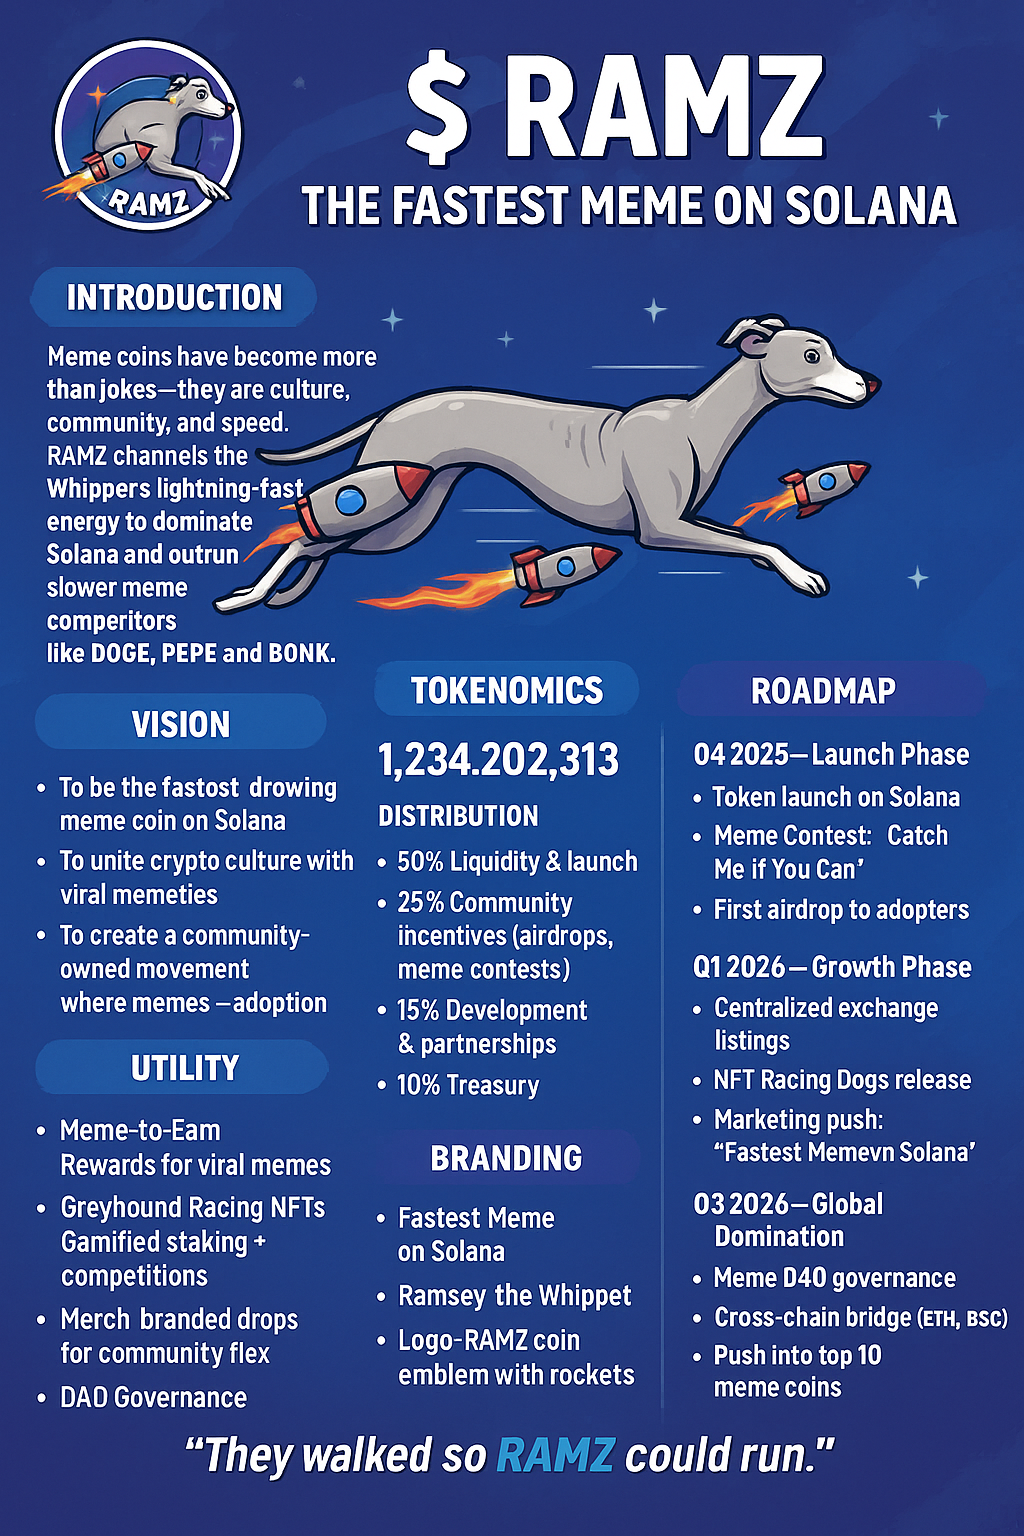 RAMZ
$ RAMZ
THE FASTEST MEME ON SOLANA
INTRODUCTION
Meme coins have become more
than jokes—they are culture,
community, and speed.
RAMZ channels the
Whippers lightning-fast
energy to dominate
Solana and outrun
slower meme
comperitors
like DOGE, PEPE and BONK.
VISION
• To be the fastost drowing
meme coin on Solana
• To unite crypto culture with
viral memeties
• To create a community-
owned movement
where memes —adoption
UTILITY
• Meme-to-Eam
Rewards for viral memes
• Greyhound Racing NFTs
Gamified staking +
competitions
• Merch branded drops
for community flex
• DAO Governance
TOKENOMICS
1,234.202,313
DISTRIBUTION
• 50% Liquidity & launch
• 25% Community
incentives (airdrops,
meme contests)
• 15% Development
& partnerships
• 10% Treasury
BRANDING
• Fastest Meme
on Solana
• Ramsey the Whippet
• Logo-RAMZ coin
emblem with rockets
ROADMAP
04 2025—Launch Phase
• Token launch on Solana
• Meme Contest: Catch
Me if You Can’
• First airdrop to adopters
Q1 2026—Growth Phase
• Centralized exchange
listings
• NFT Racing Dogs release
• Marketing push:
“Fastest Memevn Solana’
03 2026—Global
Domination
• Meme D40 governance
• Cross-chain bridge (ETH, BSC)
• Push into top 10
meme coins
“They walked so RAMZ could run.”